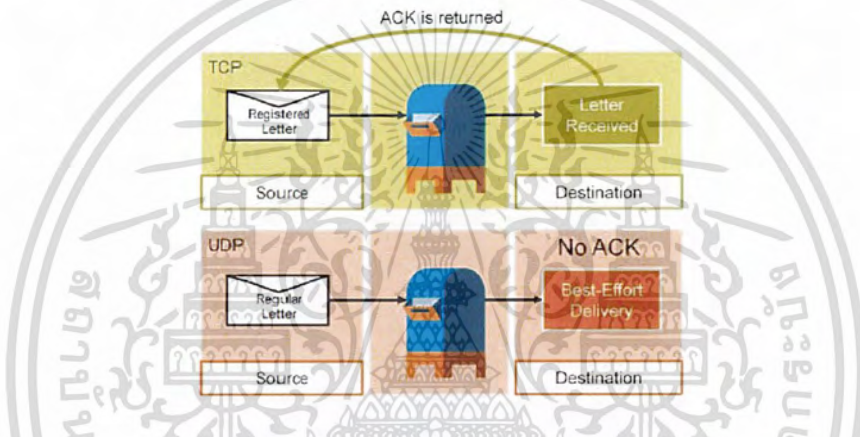 ACK is returned
TCP
Registered
Letter
Letter
Received
Source
Destination
UDP
No ACK
Regular
Letter
Best-Effort
Delivery
Source
Destination